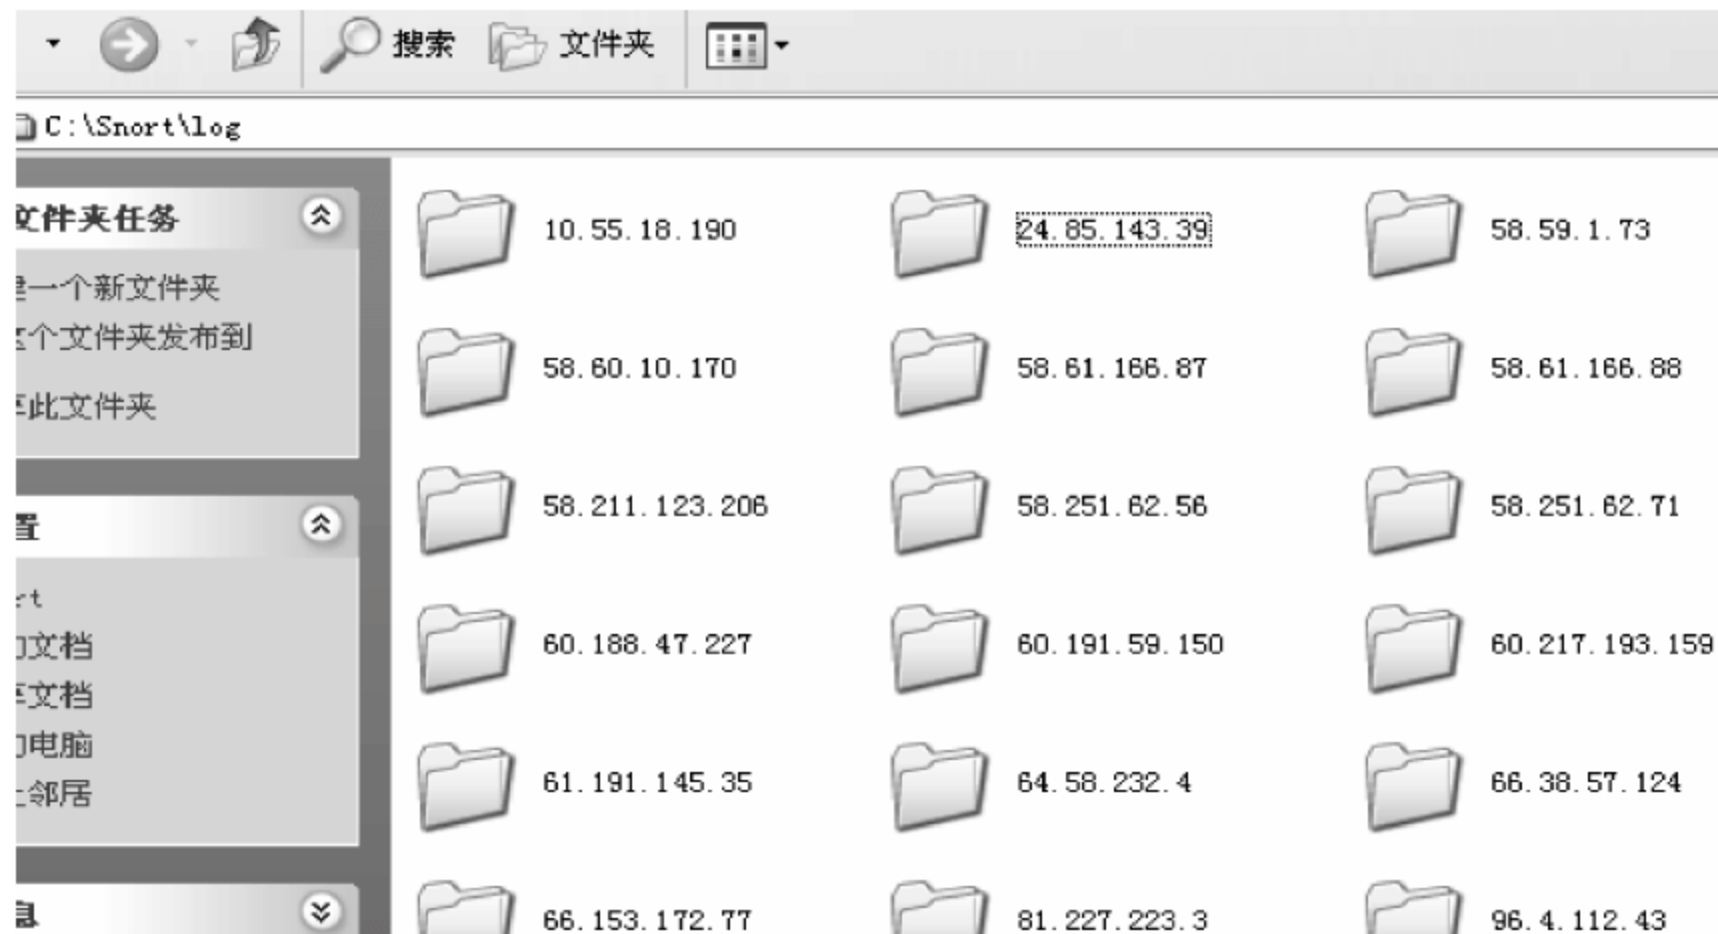 搜索 文件夹
C:\Snort\log
文件夹任务
一个新文件夹
个文件夹发布到
此文件夹
置
rt
文档
文档
电脑
邻居
息
10.55.18.190 24.85.143.39 58.59.1.73
58.60.10.170 58.61.166.87 58.61.166.88
58.211.123.206 58.251.62.56 58.251.62.71
60.188.47.227 60.191.59.150 60.217.193.159
61.191.145.35 64.58.232.4 66.38.57.124
66.153.172.77 81.227.223.3 96.4.112.43